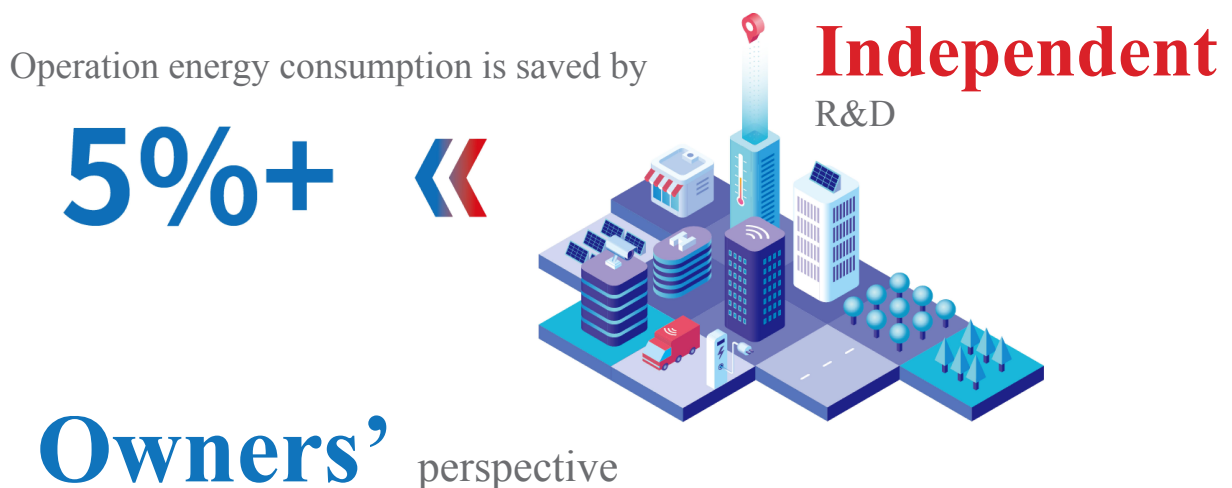 Operation energy consumption is saved by
5%+
Independent
R&D
Owners’ perspective